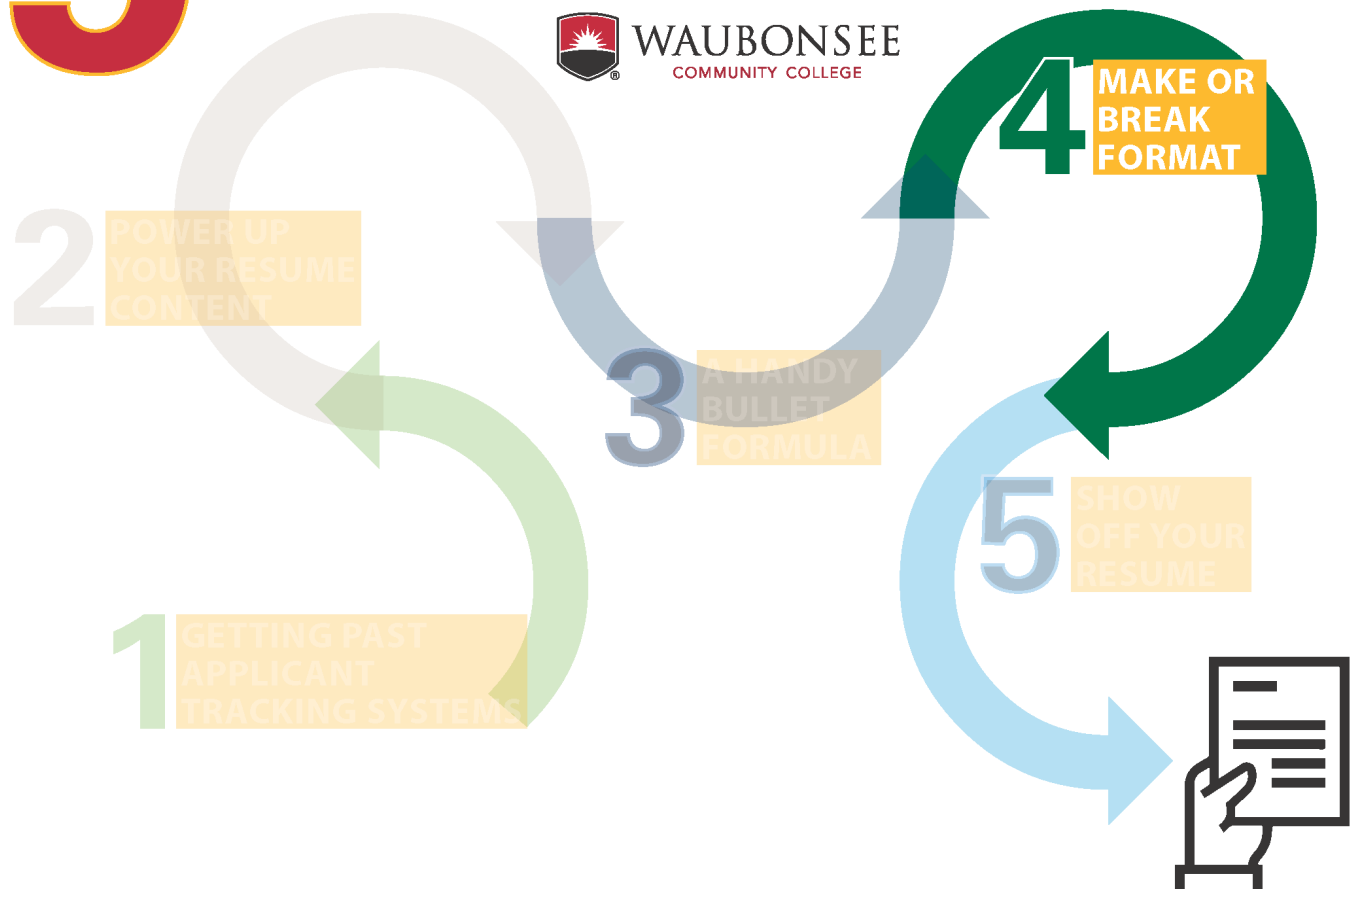 WAUBONSEE
COMMUNITY COLLEGE
®
4
MAKE OR
BREAK
FORMAT
2
POWER UP
YOUR RESUME
CONTENT
3
A HANDY
BULLET
FORMULA
5
SHOW
OFF YOUR
RESUME
1
GETTING PAST
APPLICANT
TRACKING SYSTEMS